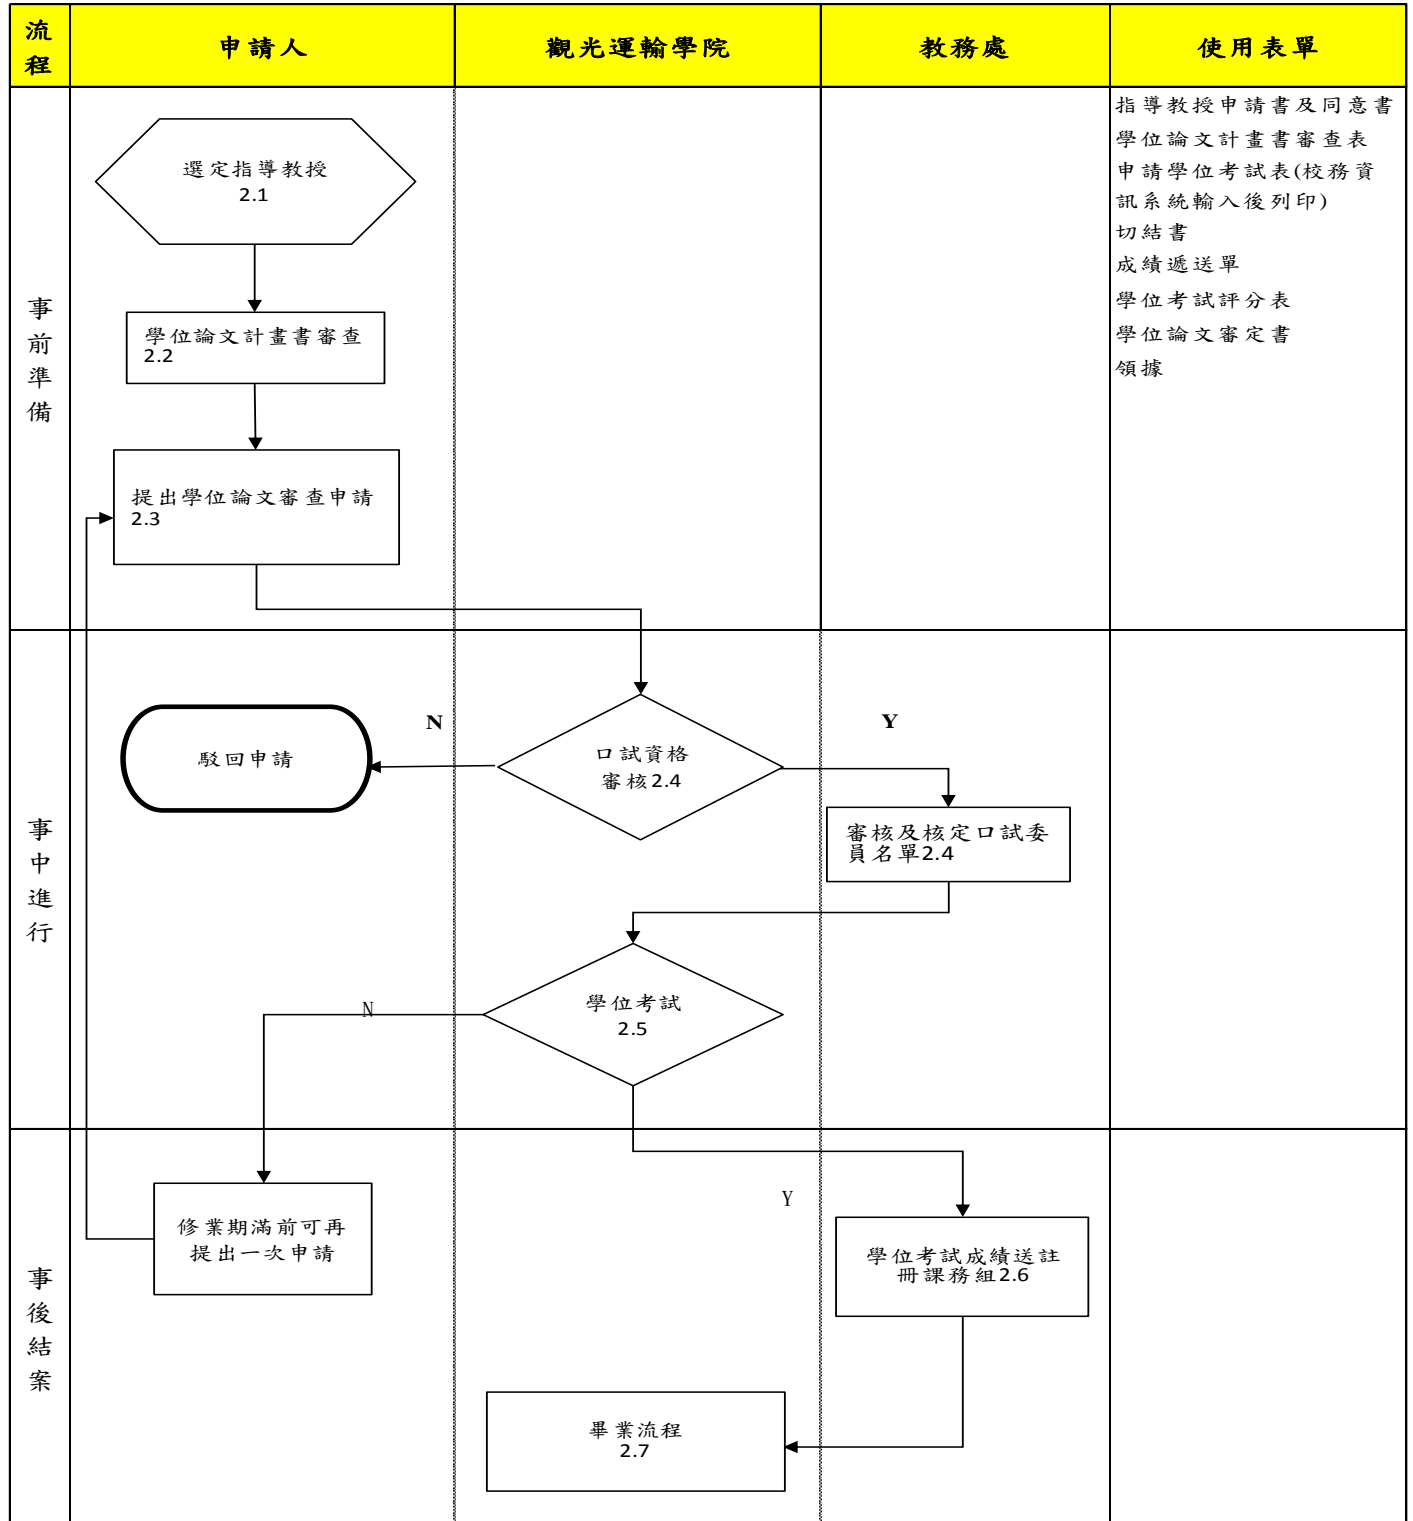 流
程
申請人
觀光運輸學院
教務處
使用表單
指導教授申請書及同意書
學位論文計畫書審查表
申請學位考試表(校務資
訊系統輸入後列印)
切結書
成績遞送單
學位考試評分表
學位論文審定書
領據
事
前
準
備
選定指導教授
2.1
學位論文計畫書審查
2.2
提出學位論文審查申請
2.3
事
中
進
行
駁回申請
N
口試資格
審核2.4
Y
審核及核定口試委
員名單2.4
學位考試
2.5
N
事
後
結
案
修業期滿前可再
提出一次申請
Y
學位考試成績送註
冊課務組2.6
畢業流程
2.7